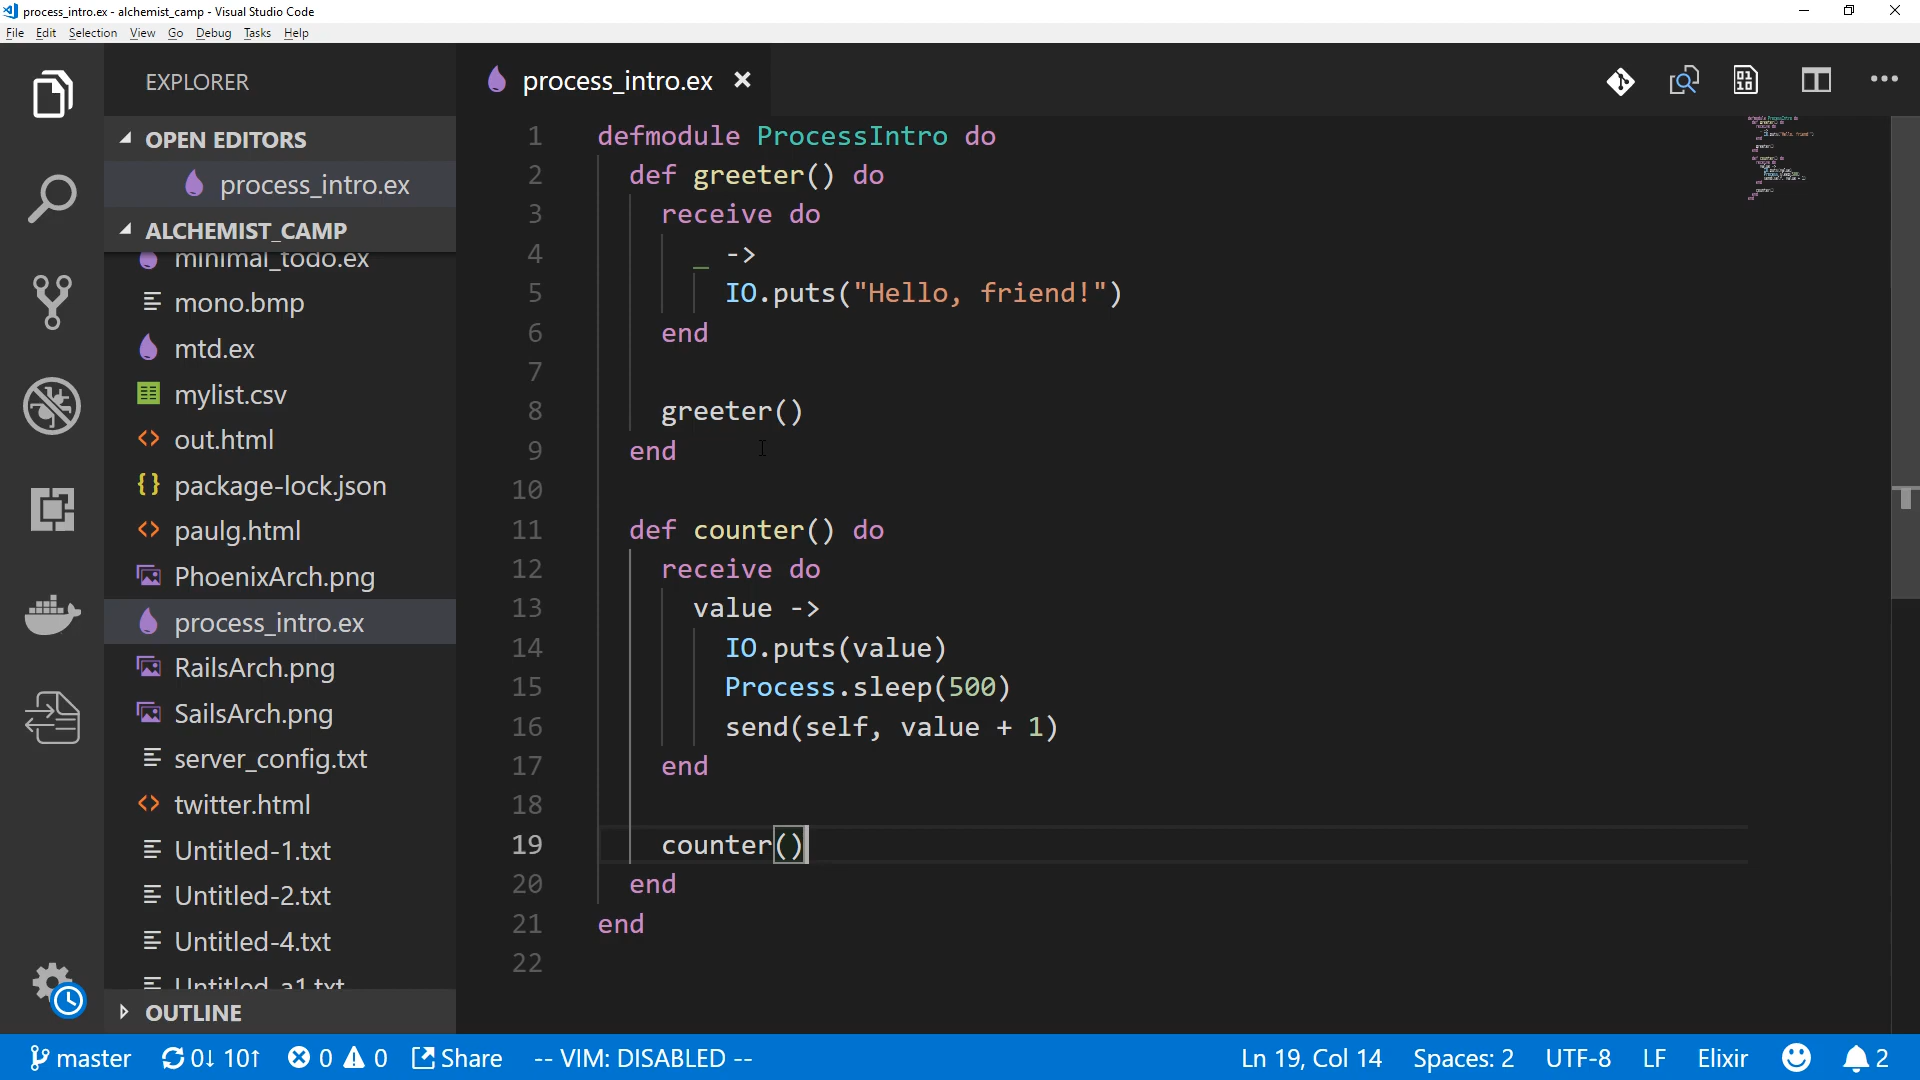 process_intro.ex - alchemist_camp - Visual Studio Code
File Edit Selection View Go Debug Tasks Help
EXPLORER
OPEN EDITORS
process_intro.ex
ALCHEMIST_CAMP
minimal_todo.ex
mono.bmp
mtd.ex
mylist.csv
out.html
package-lock.json
paulg.html
PhoenixArch.png
process_intro.ex
RailsArch.png
SailsArch.png
server_config.txt
twitter.html
Untitled-1.txt
Untitled-2.txt
Untitled-4.txt
Untitled_a1.txt
OUTLINE
process_intro.ex
1 defmodule ProcessIntro do
2 def greeter() do
3 receive do
4 _ ->
5 IO.puts("Hello, friend!")
6 end
7
8 greeter()
9 end
10
11 def counter() do
12 receive do
13 value ->
14 IO.puts(value)
15 Process.sleep(500)
16 send(self, value + 1)
17 end
18
19 counter()
20 end
21 end
22
master 0↓ 10↑ 0 0 Share -- VIM: DISABLED -- Ln 19, Col 14 Spaces: 2 UTF-8 LF Elixir 2